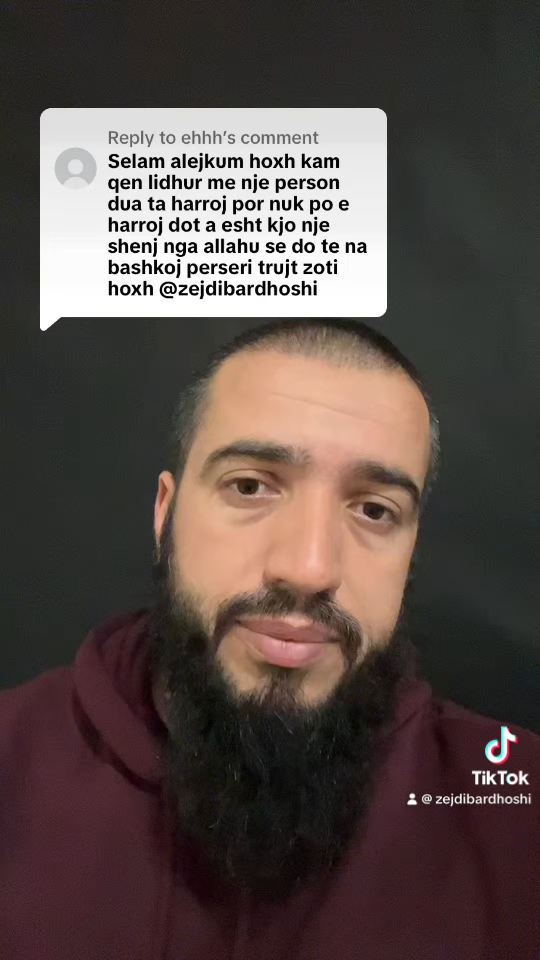 Reply to ehhh's comment
Selam alejkum hoxh kam
qen lidhur me nje person
dua ta harroj por nuk po e
harroj dot a esht kjo nje
shenj nga allahu se do te na
bashkoj perseri trujt zoti
hoxh @zejdibardhoshi
TikTok
@ zejdibardhoshi